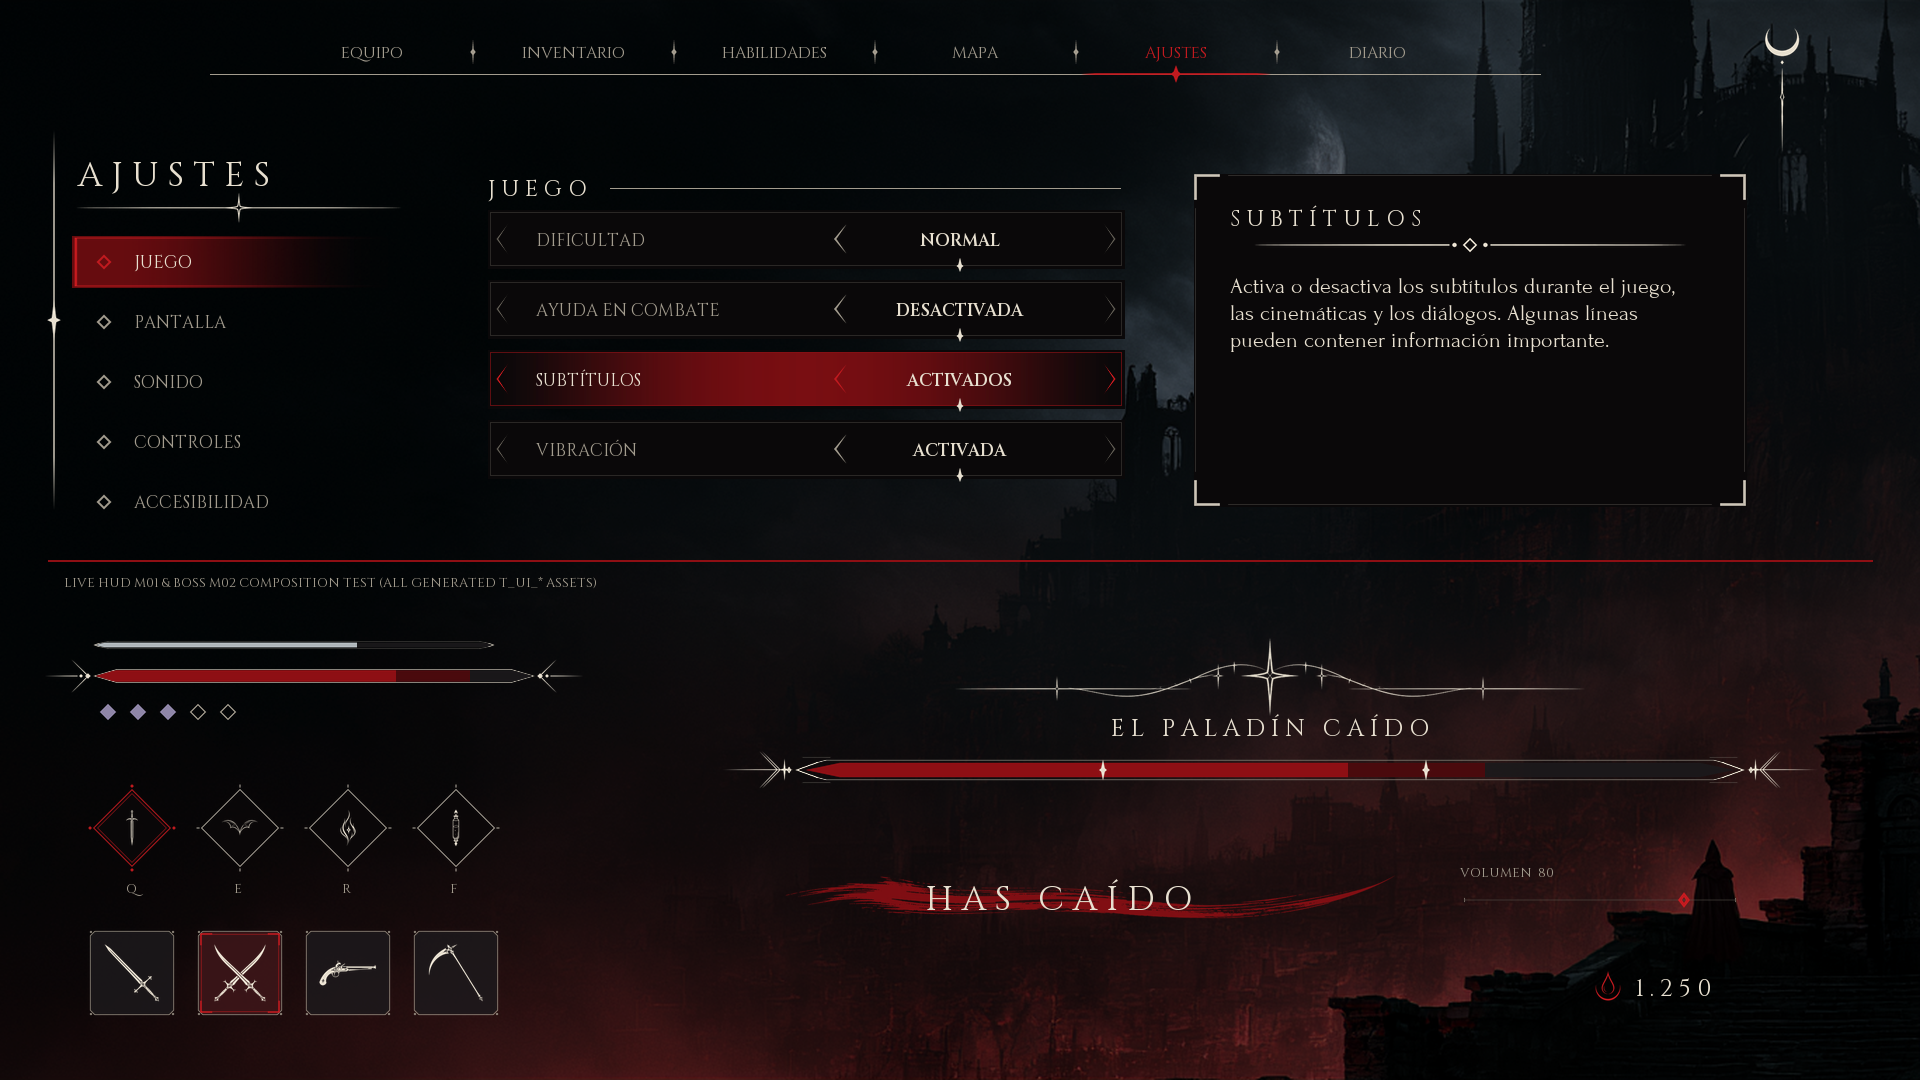 EQUIPO
INVENTARIO
HABILIDADES
MAPA
AJUSTES
DIARIO
AJUSTES
JUEGO
PANTALLA
SONIDO
CONTROLES
ACCESIBILIDAD
JUEGO
DIFICULTAD
NORMAL
AYUDA EN COMBATE
DESACTIVADA
SUBTÍTULOS
ACTIVADOS
VIBRACIÓN
ACTIVADA
SUBTÍTULOS
Activa o desactiva los subtítulos durante el juego,
las cinemáticas y los diálogos. Algunas líneas
pueden contener información importante.
LIVE HUD M01 & BOSS M02 COMPOSITION TEST (ALL GENERATED T_UI_* ASSETS)
EL PALADÍN CAÍDO
Q
E
R
F
HAS CAÍDO
VOLUMEN 80
1.250